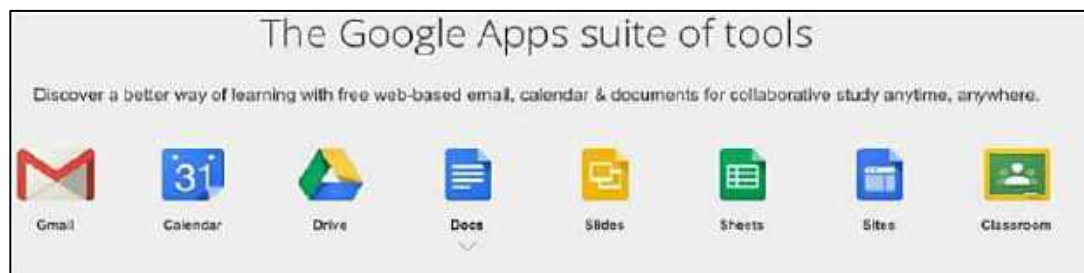 The Google Apps suite of tools
Discover a better way of learning with free web-based email, calendar & documents for collaborative study anytime, anywhere.
31
Gmail Calendar Drive Docs Slides Sheets Sites Classroom